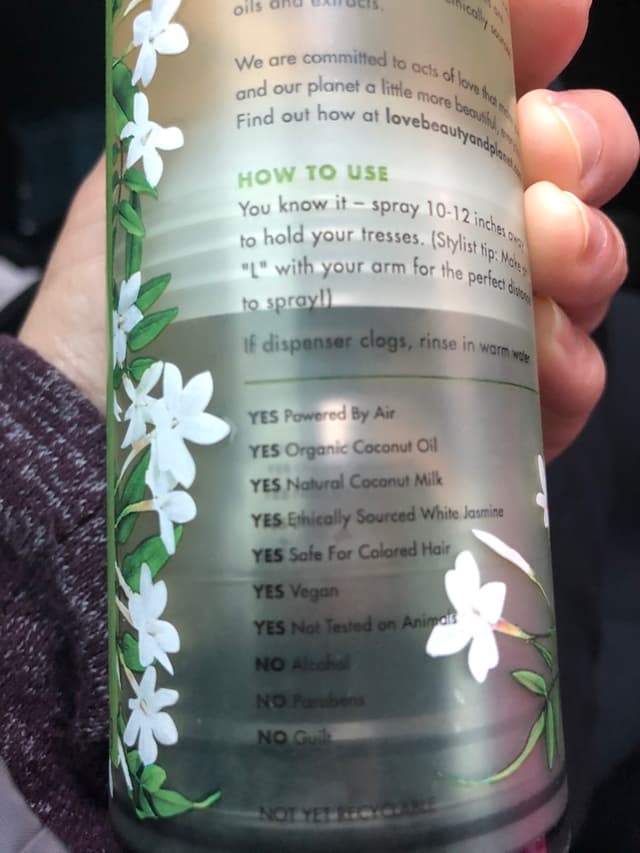 oils and extracts.
We are committed to acts of love that
and our planet a little more beautiful,
Find out how at lovebeautyandplanet
HOW TO USE
You know it – spray 10-12 inches
to hold your tresses. (Stylist tip: Make
"L" with your arm for the perfect distance
to spray!)
If dispenser clogs, rinse in warm water
YES Powered By Air
YES Organic Coconut Oil
YES Natural Coconut Milk
YES Ethically Sourced White Jasmine
YES Safe For Colored Hair
YES Vegan
YES Not Tested on Animals
NO Alcohol
NO Parabens
NO Guilt
NOT YET RECYCLABLE